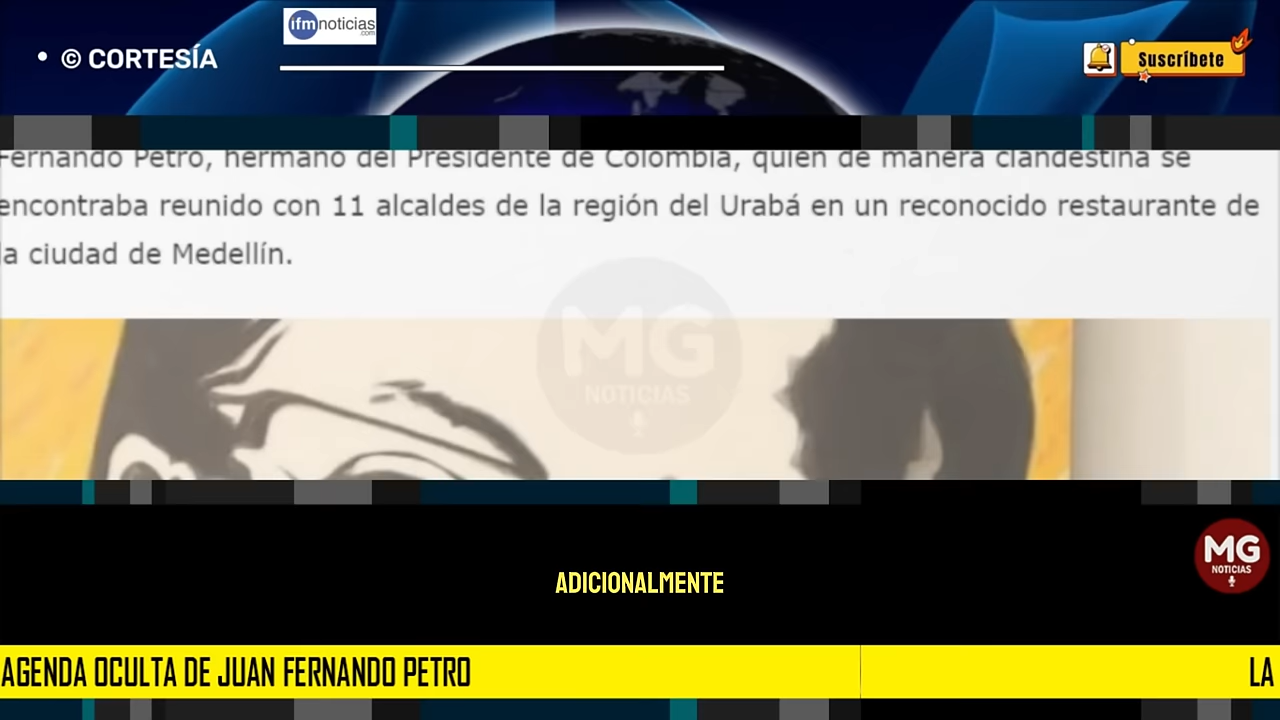 ifmnoticias
.com
• © CORTESÍA
Suscríbete
Fernando Petro, hermano del Presidente de Colombia, quien de manera clandestina se
encontraba reunido con 11 alcaldes de la región del Urabá en un reconocido restaurante de
la ciudad de Medellín.
MG
NOTICIAS
ADICIONALMENTE
MG
NOTICIAS
AGENDA OCULTA DE JUAN FERNANDO PETRO
LA